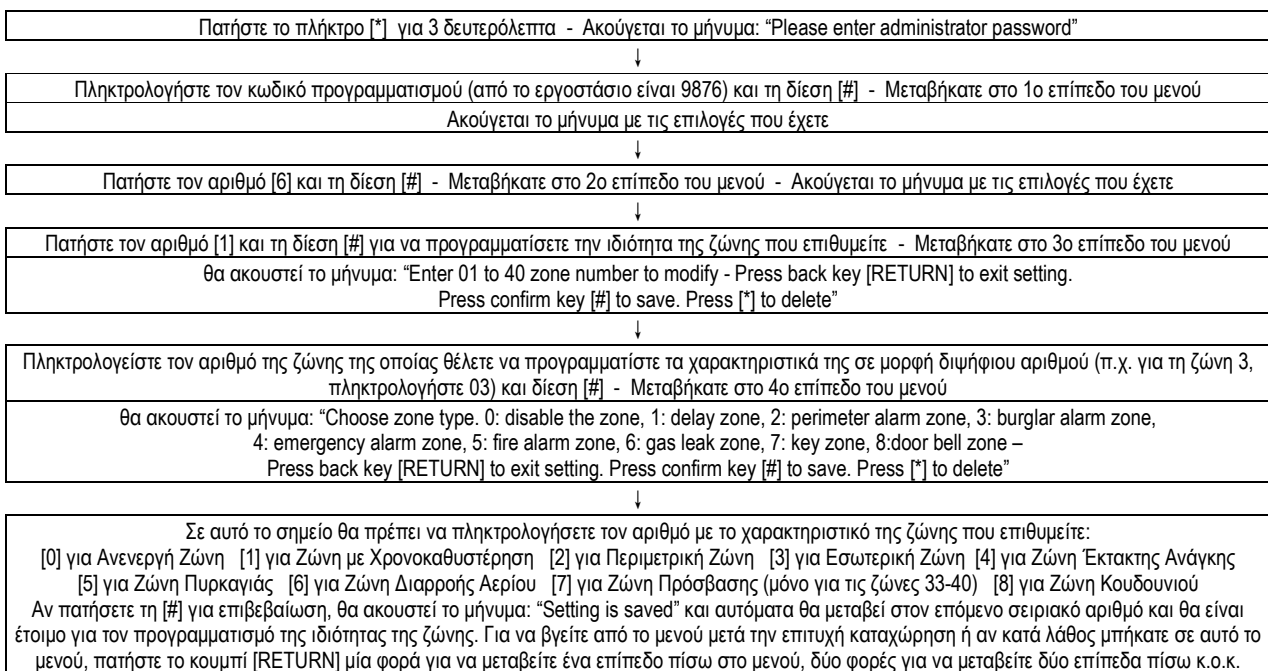 Πατήστε το πλήκτρο [*] για 3 δευτερόλεπτα - Ακούγεται το μήνυμα: “Please enter administrator password”
↓
Πληκτρολογήστε τον κωδικό προγραμματισμού (από το εργοστάσιο είναι 9876) και τη δίεση [#] - Μεταβήκατε στο 1ο επίπεδο του μενού
Ακούγεται το μήνυμα με τις επιλογές που έχετε
↓
Πατήστε τον αριθμό [6] και τη δίεση [#] - Μεταβήκατε στο 2ο επίπεδο του μενού - Ακούγεται το μήνυμα με τις επιλογές που έχετε
↓
Πατήστε τον αριθμό [1] και τη δίεση [#] για να προγραμματίσετε την ιδιότητα της ζώνης που επιθυμείτε - Μεταβήκατε στο 3ο επίπεδο του μενού
θα ακουστεί το μήνυμα: “Enter 01 to 40 zone number to modify - Press back key [RETURN] to exit setting.
Press confirm key [#] to save. Press [*] to delete”
↓
Πληκτρολογείστε τον αριθμό της ζώνης της οποίας θέλετε να προγραμματίστε τα χαρακτηριστικά της σε μορφή διψήφιου αριθμού (π.χ. για τη ζώνη 3,
πληκτρολογήστε 03) και δίεση [#] - Μεταβήκατε στο 4ο επίπεδο του μενού
θα ακουστεί το μήνυμα: “Choose zone type. 0: disable the zone, 1: delay zone, 2: perimeter alarm zone, 3: burglar alarm zone,
4: emergency alarm zone, 5: fire alarm zone, 6: gas leak zone, 7: key zone, 8:door bell zone –
Press back key [RETURN] to exit setting. Press confirm key [#] to save. Press [*] to delete”
↓
Σε αυτό το σημείο θα πρέπει να πληκτρολογήσετε τον αριθμό με το χαρακτηριστικό της ζώνης που επιθυμείτε:
[0] για Ανενεργή Ζώνη [1] για Ζώνη με Χρονοκαθυστέρηση [2] για Περιμετρική Ζώνη [3] για Εσωτερική Ζώνη [4] για Ζώνη Έκτακτης Ανάγκης
[5] για Ζώνη Πυρκαγιάς [6] για Ζώνη Διαρροής Αερίου [7] για Ζώνη Πρόσβασης (μόνο για τις ζώνες 33-40) [8] για Ζώνη Κουδουνιού
Αν πατήσετε τη [#] για επιβεβαίωση, θα ακουστεί το μήνυμα: “Setting is saved” και αυτόματα θα μεταβεί στον επόμενο σειριακό αριθμό και θα είναι
έτοιμο για τον προγραμματισμό της ιδιότητας της ζώνης. Για να βγείτε από το μενού μετά την επιτυχή καταχώρηση ή αν κατά λάθος μπήκατε σε αυτό το
μενού, πατήστε το κουμπί [RETURN] μία φορά για να μεταβείτε ένα επίπεδο πίσω στο μενού, δύο φορές για να μεταβείτε δύο επίπεδα πίσω κ.ο.κ.